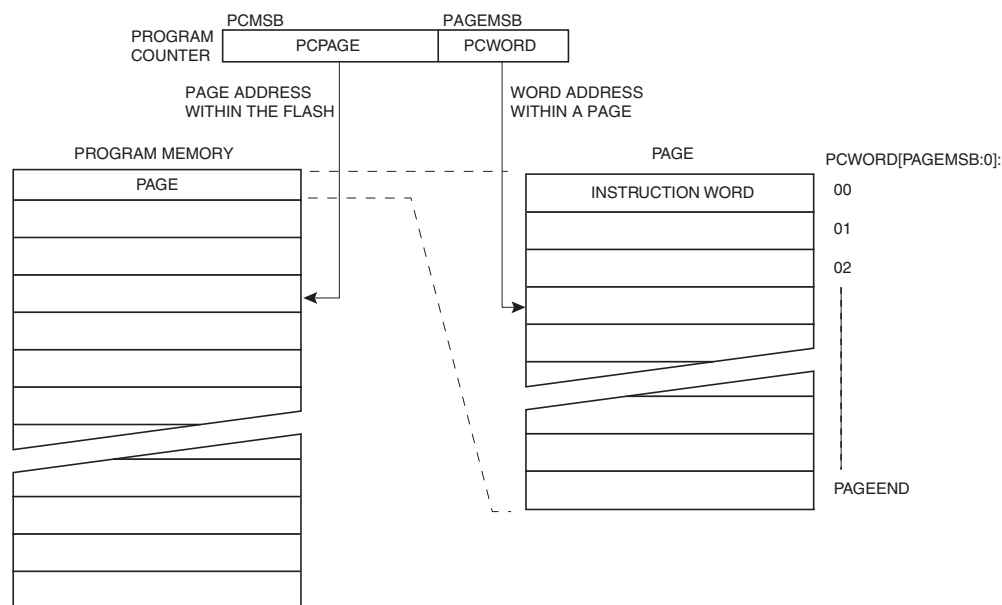 PCMSB
PAGEMSB
PROGRAM
COUNTER
PCPAGE
PCWORD
PAGE ADDRESS
WITHIN THE FLASH
WORD ADDRESS
WITHIN A PAGE
PROGRAM MEMORY
PAGE
PCWORD[PAGEMSB:0]:
PAGE
INSTRUCTION WORD
00
01
02
PAGEEND